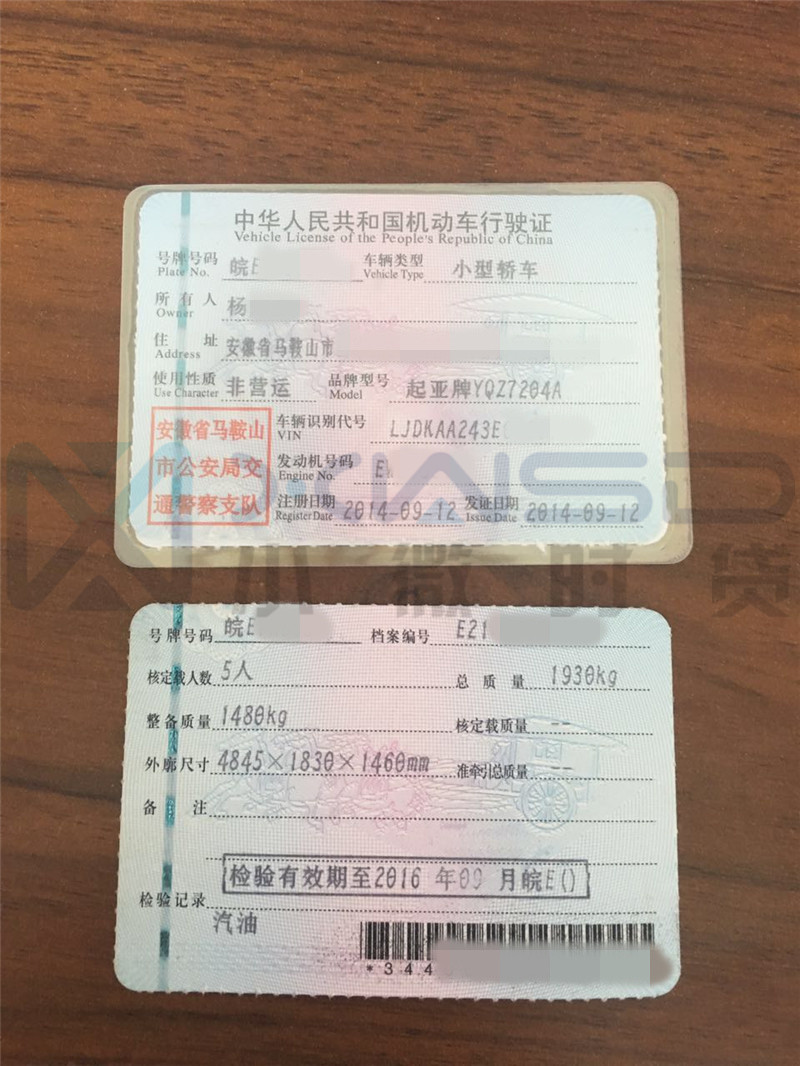 中华人民共和国机动车行驶证
Vehicle License of the People's Republic of China
号牌号码 皖E 车辆类型 小型轿车
Plate No. Vehicle Type
所有人 杨
Owner
住址 安徽省马鞍山市
Address
使用性质 非营运 品牌型号 起亚牌YQZ7204A
Use Character Model
安徽省马鞍山
市公安局交
通警察支队
车辆识别代号 LJDKAA243E
VIN
发动机号码 E
Engine No.
注册日期 2014-09-12 发证日期 2014-09-12
Register Date Issue Date
小微时贷
号牌号码 皖E 档案编号 E21
核定载人数 5人 总质量 1930kg
整备质量 1480kg 核定载质量 --
外廓尺寸 4845×1830×1460mm 准牵引总质量 --
备注
检验有效期至2016 年09 月皖E()
检验记录
汽油
*344